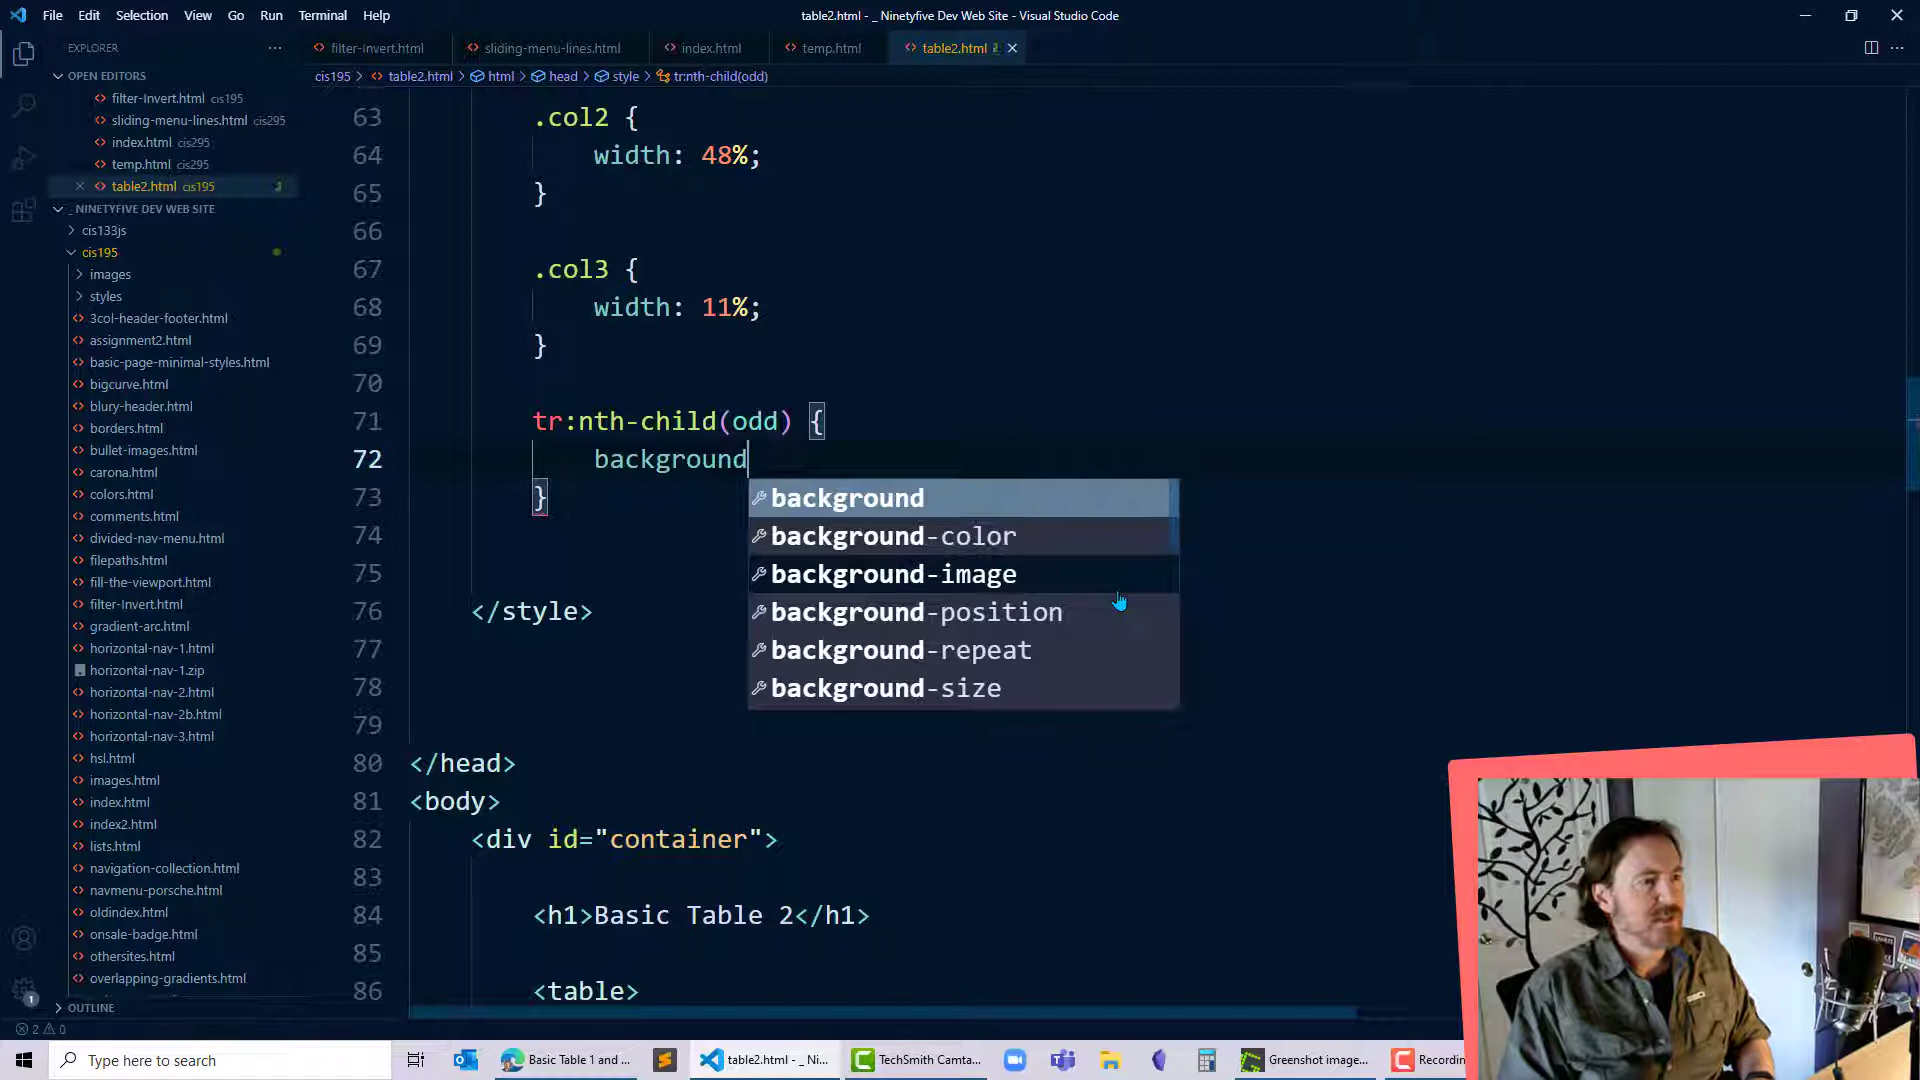 File Edit Selection View Go Run Terminal Help
table2.html - _ Ninetyfive Dev Web Site - Visual Studio Code
EXPLORER
OPEN EDITORS
filter-invert.html cis195
sliding-menu-lines.html cis295
index.html cis295
temp.html cis295
table2.html cis195 2
_ NINETYFIVE DEV WEB SITE
cis133js
cis195
images
styles
3col-header-footer.html
assignment2.html
basic-page-minimal-styles.html
bigcurve.html
blury-header.html
borders.html
bullet-images.html
carona.html
colors.html
comments.html
divided-nav-menu.html
filepaths.html
fill-the-viewport.html
filter-invert.html
gradient-arc.html
horizontal-nav-1.html
horizontal-nav-1.zip
horizontal-nav-2.html
horizontal-nav-2b.html
horizontal-nav-3.html
hsl.html
images.html
index.html
index2.html
lists.html
navigation-collection.html
navmenu-porsche.html
oldindex.html
onsale-badge.html
othersites.html
overlapping-gradients.html
OUTLINE
filter-invert.html sliding-menu-lines.html index.html temp.html table2.html 2
cis195 > table2.html > html > head > style > tr:nth-child(odd)
63 .col2 {
64 width: 48%;
65 }
66
67 .col3 {
68 width: 11%;
69 }
70
71 tr:nth-child(odd) {
72 background
73 }
74
75
76 </style>
77
78
79
80 </head>
81 <body>
82 <div id="container">
83
84 <h1>Basic Table 2</h1>
85
86 <table>
background
background-color
background-image
background-position
background-repeat
background-size
1
2 0
Type here to search
Basic Table 1 and ...
table2.html - _ Ni...
TechSmith Camta...
Greenshot image...
Recording